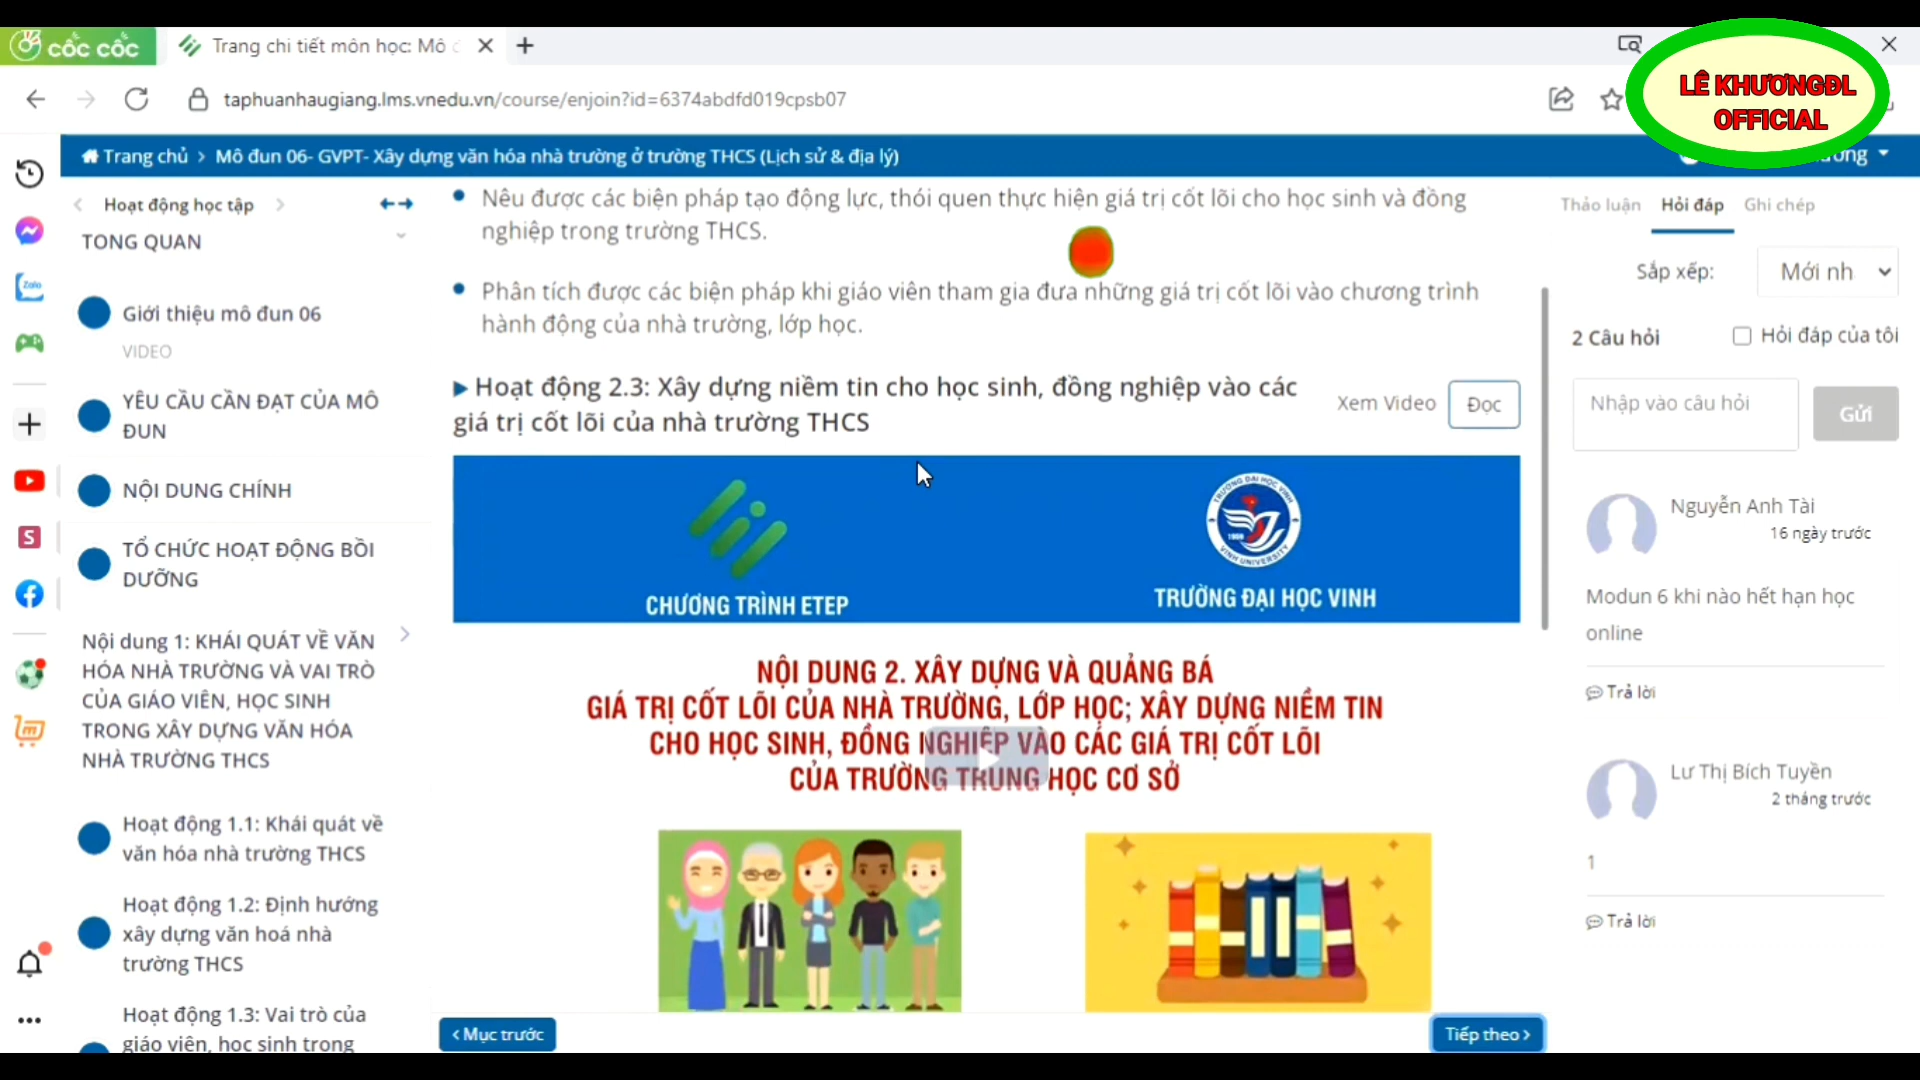 cốc cốc
Trang chi tiết môn học: Mô
taphuanhaugiang.lms.vnedu.vn/course/enjoin?id=6374abdfd019cpsb07
LÊ KHƯƠNGĐL
OFFICIAL
Trang chủ › Mô đun 06- GVPT- Xây dựng văn hóa nhà trường ở trường THCS (Lịch sử & địa lý)
Hoạt động học tập
TONG QUAN
Giới thiệu mô đun 06
VIDEO
YÊU CẦU CẦN ĐẠT CỦA MÔ
ĐUN
NỘI DUNG CHÍNH
TỔ CHỨC HOẠT ĐỘNG BỒI
DƯỠNG
Nội dung 1: KHÁI QUÁT VỀ VĂN
HÓA NHÀ TRƯỜNG VÀ VAI TRÒ
CỦA GIÁO VIÊN, HỌC SINH
TRONG XÂY DỰNG VĂN HÓA
NHÀ TRƯỜNG THCS
Hoạt động 1.1: Khái quát về
văn hóa nhà trường THCS
Hoạt động 1.2: Định hướng
xây dựng văn hoá nhà
trường THCS
Hoạt động 1.3: Vai trò của
giáo viên, học sinh trong
Zalo
S
m
Nêu được các biện pháp tạo động lực, thói quen thực hiện giá trị cốt lõi cho học sinh và đồng
nghiệp trong trường THCS.
Phân tích được các biện pháp khi giáo viên tham gia đưa những giá trị cốt lõi vào chương trình
hành động của nhà trường, lớp học.
Hoạt động 2.3: Xây dựng niềm tin cho học sinh, đồng nghiệp vào các
giá trị cốt lõi của nhà trường THCS
Xem Video
Đọc
CHƯƠNG TRÌNH ETEP
TRƯỜNG ĐẠI HỌC VINH
1959
VINH UNIVERSITY
TRƯỜNG ĐẠI HỌC VINH
NỘI DUNG 2. XÂY DỰNG VÀ QUẢNG BÁ
GIÁ TRỊ CỐT LÕI CỦA NHÀ TRƯỜNG, LỚP HỌC; XÂY DỰNG NIỀM TIN
CHO HỌC SINH, ĐỒNG NGHIỆP VÀO CÁC GIÁ TRỊ CỐT LÕI
CỦA TRƯỜNG TRUNG HỌC CƠ SỞ
‹ Mục trước
Tiếp theo ›
Thảo luận
Hỏi đáp
Ghi chép
Sắp xếp:
Mới nh
2 Câu hỏi
Hỏi đáp của tôi
Nhập vào câu hỏi
Gửi
Nguyễn Anh Tài
16 ngày trước
Modun 6 khi nào hết hạn học
online
Trả lời
Lư Thị Bích Tuyền
2 tháng trước
1
Trả lời